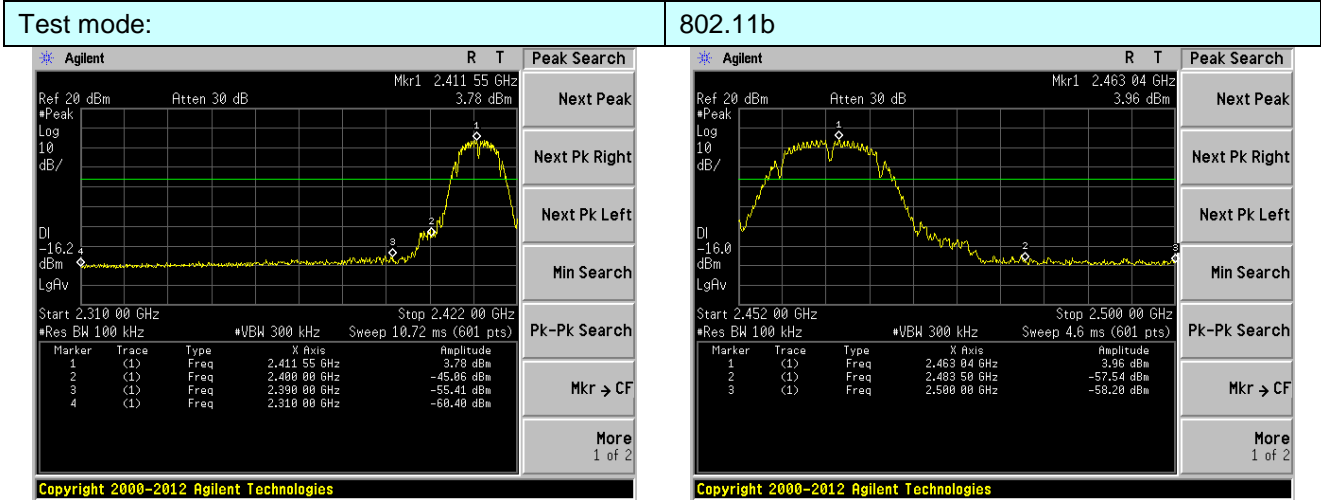 Test mode: 802.11b
Agilent R T Peak Search
Mkr1 2.411 55 GHz
Ref 20 dBm Atten 30 dB 3.78 dBm
#Peak
Log
10
dB/
1
2
3
4
DI
-16.2
dBm
LgAv
Start 2.310 00 GHz Stop 2.422 00 GHz
#Res BW 100 kHz #VBW 300 kHz Sweep 10.72 ms (601 pts)
Marker Trace Type X Axis Amplitude
1 (1) Freq 2.411 55 GHz 3.78 dBm
2 (1) Freq 2.400 00 GHz -45.06 dBm
3 (1) Freq 2.390 00 GHz -55.41 dBm
4 (1) Freq 2.310 00 GHz -60.40 dBm
Next Peak
Next Pk Right
Next Pk Left
Min Search
Pk-Pk Search
Mkr → CF
More
1 of 2
Copyright 2000-2012 Agilent Technologies
Agilent R T Peak Search
Mkr1 2.463 04 GHz
Ref 20 dBm Atten 30 dB 3.96 dBm
#Peak
Log
10
dB/
1
2
3
DI
-16.0
dBm
LgAv
Start 2.452 00 GHz Stop 2.500 00 GHz
#Res BW 100 kHz #VBW 300 kHz Sweep 4.6 ms (601 pts)
Marker Trace Type X Axis Amplitude
1 (1) Freq 2.463 04 GHz 3.96 dBm
2 (1) Freq 2.483 50 GHz -57.54 dBm
3 (1) Freq 2.500 00 GHz -58.20 dBm
Next Peak
Next Pk Right
Next Pk Left
Min Search
Pk-Pk Search
Mkr → CF
More
1 of 2
Copyright 2000-2012 Agilent Technologies